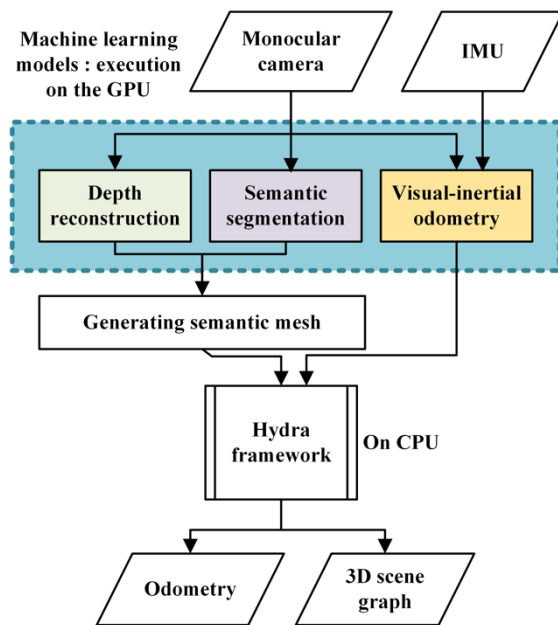 Machine learning
models : execution
on the GPU
Monocular
camera
IMU
Depth
reconstruction
Semantic
segmentation
Visual-inertial
odometry
Generating semantic mesh
Hydra
framework
On CPU
Odometry
3D scene
graph